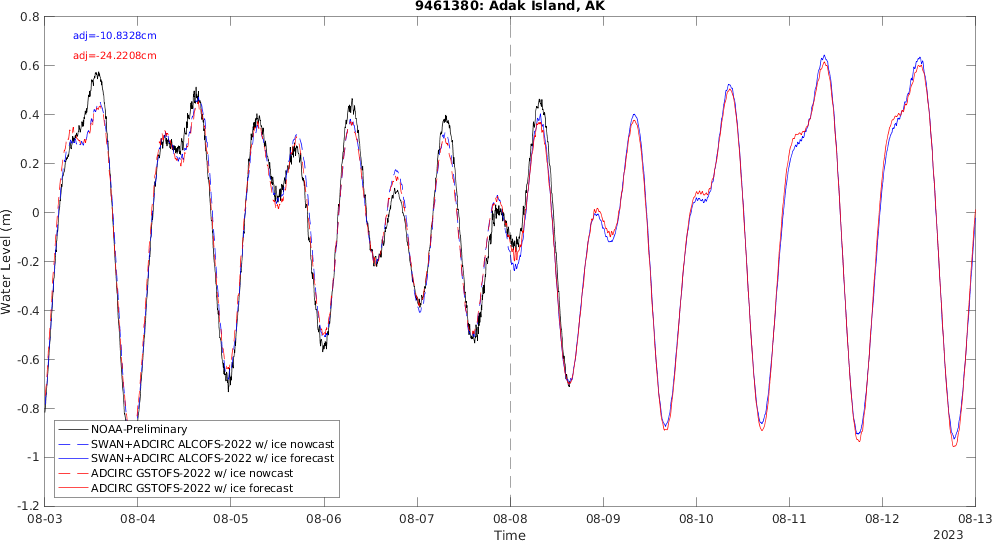 9461380: Adak Island, AK
adj=-10.8328cm
adj=-24.2208cm
Water Level (m)
0.8
0.6
0.4
0.2
0
-0.2
-0.4
-0.6
-0.8
-1
-1.2
NOAA-Preliminary
SWAN+ADCIRC ALCOFS-2022 w/ ice nowcast
SWAN+ADCIRC ALCOFS-2022 w/ ice forecast
ADCIRC GSTOFS-2022 w/ ice nowcast
ADCIRC GSTOFS-2022 w/ ice forecast
08-03 08-04 08-05 08-06 08-07 08-08 08-09 08-10 08-11 08-12 08-13
Time
2023